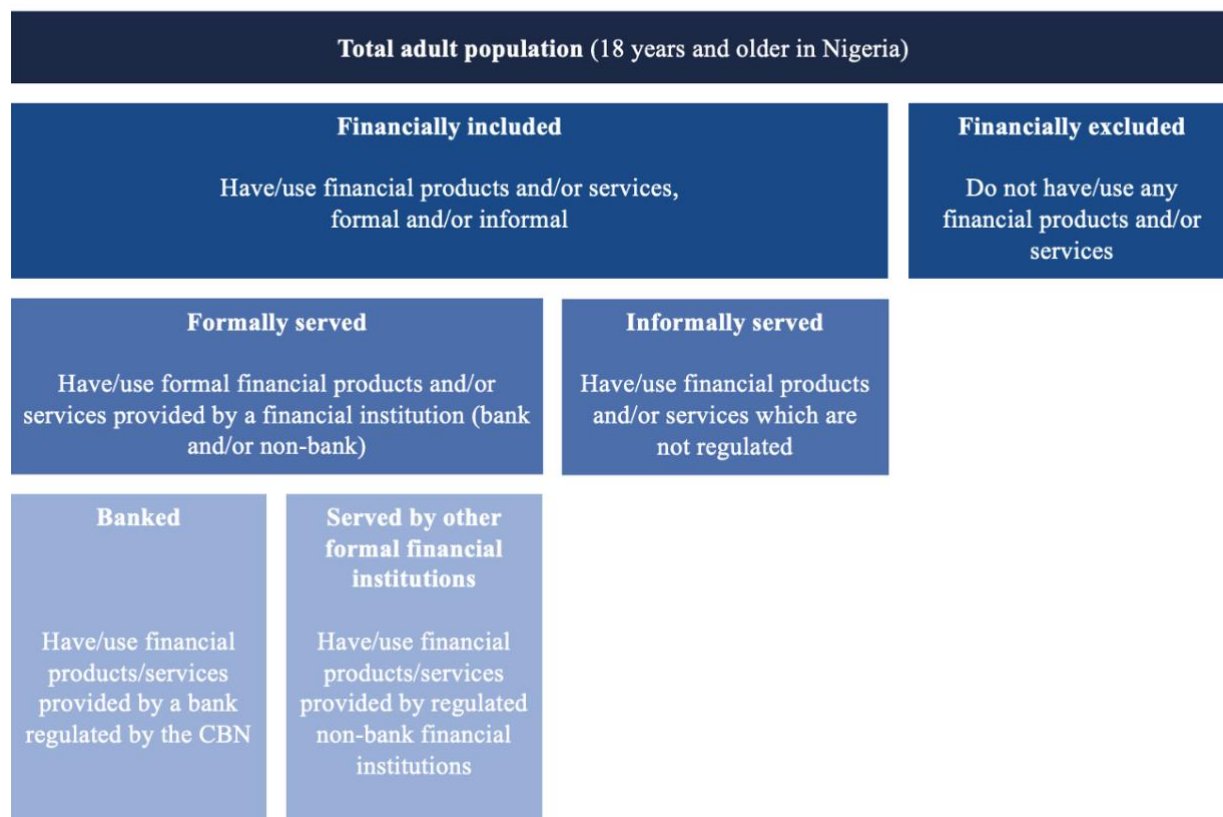 Total adult population (18 years and older in Nigeria)
Financially included
Have/use financial products and/or services,
formal and/or informal
Financially excluded
Do not have/use any
financial products and/or
services
Formally served
Have/use formal financial products and/or
services provided by a financial institution (bank
and/or non-bank)
Informally served
Have/use financial products
and/or services which are
not regulated
Banked
Have/use financial
products/services
provided by a bank
regulated by the CBN
Served by other
formal financial
institutions
Have/use financial
products/services
provided by regulated
non-bank financial
institutions